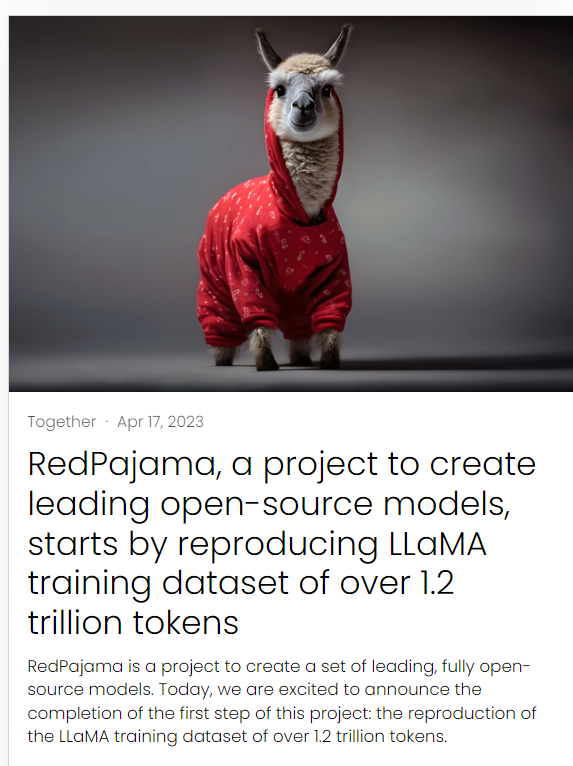 Together · Apr 17, 2023
RedPajama, a project to create
leading open-source models,
starts by reproducing LLaMA
training dataset of over 1.2
trillion tokens
RedPajama is a project to create a set of leading, fully open-
source models. Today, we are excited to announce the
completion of the first step of this project: the reproduction of
the LLaMA training dataset of over 1.2 trillion tokens.